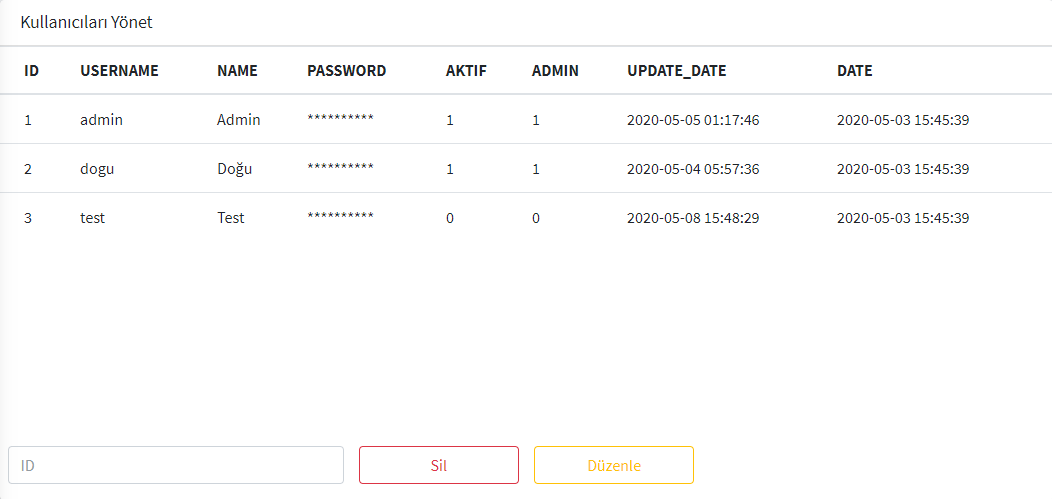 Kullanıcıları Yönet
ID USERNAME NAME PASSWORD AKTIF ADMIN UPDATE_DATE DATE
1 admin Admin ********** 1 1 2020-05-05 01:17:46 2020-05-03 15:45:39
2 dogu Doğu ********** 1 1 2020-05-04 05:57:36 2020-05-03 15:45:39
3 test Test ********** 0 0 2020-05-08 15:48:29 2020-05-03 15:45:39
ID Sil Düzenle